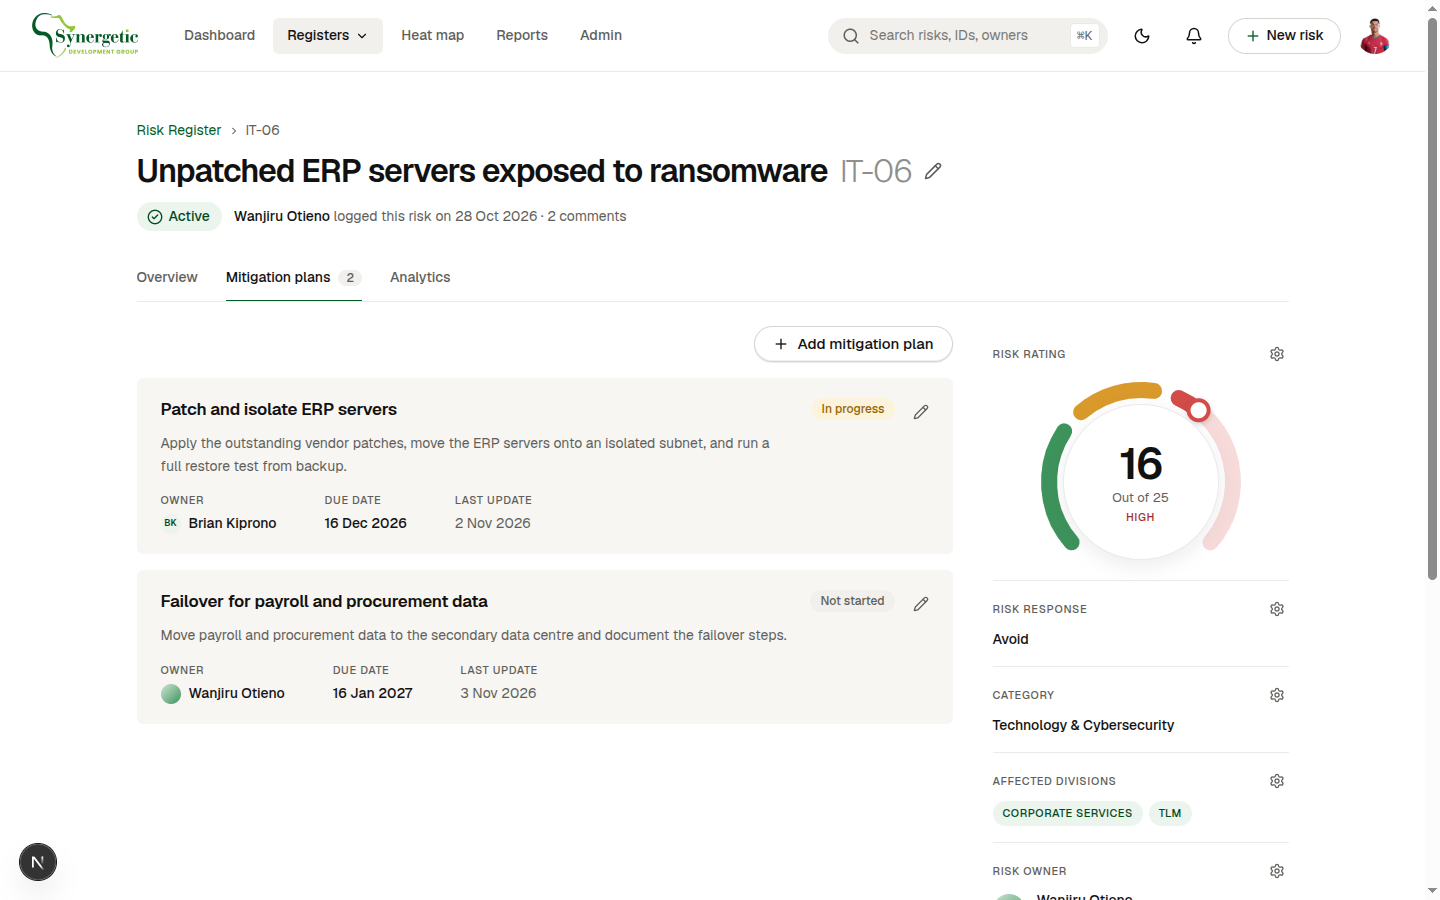 Synergetic
DEVELOPMENT GROUP
Dashboard
Registers
Heat map
Reports
Admin
Search risks, IDs, owners
⌘K
New risk
7
Risk Register › IT-06
Unpatched ERP servers exposed to ransomware IT-06
Active
Wanjiru Otieno logged this risk on 28 Oct 2026 · 2 comments
Overview
Mitigation plans 2
Analytics
Add mitigation plan
Patch and isolate ERP servers
In progress
Apply the outstanding vendor patches, move the ERP servers onto an isolated subnet, and run a
full restore test from backup.
OWNER
DUE DATE
LAST UPDATE
BK Brian Kiprono
16 Dec 2026
2 Nov 2026
Failover for payroll and procurement data
Not started
Move payroll and procurement data to the secondary data centre and document the failover steps.
OWNER
DUE DATE
LAST UPDATE
Wanjiru Otieno
16 Jan 2027
3 Nov 2026
RISK RATING
16
Out of 25
HIGH
RISK RESPONSE
Avoid
CATEGORY
Technology & Cybersecurity
AFFECTED DIVISIONS
CORPORATE SERVICES
TLM
RISK OWNER
Wanjiru Otieno
N